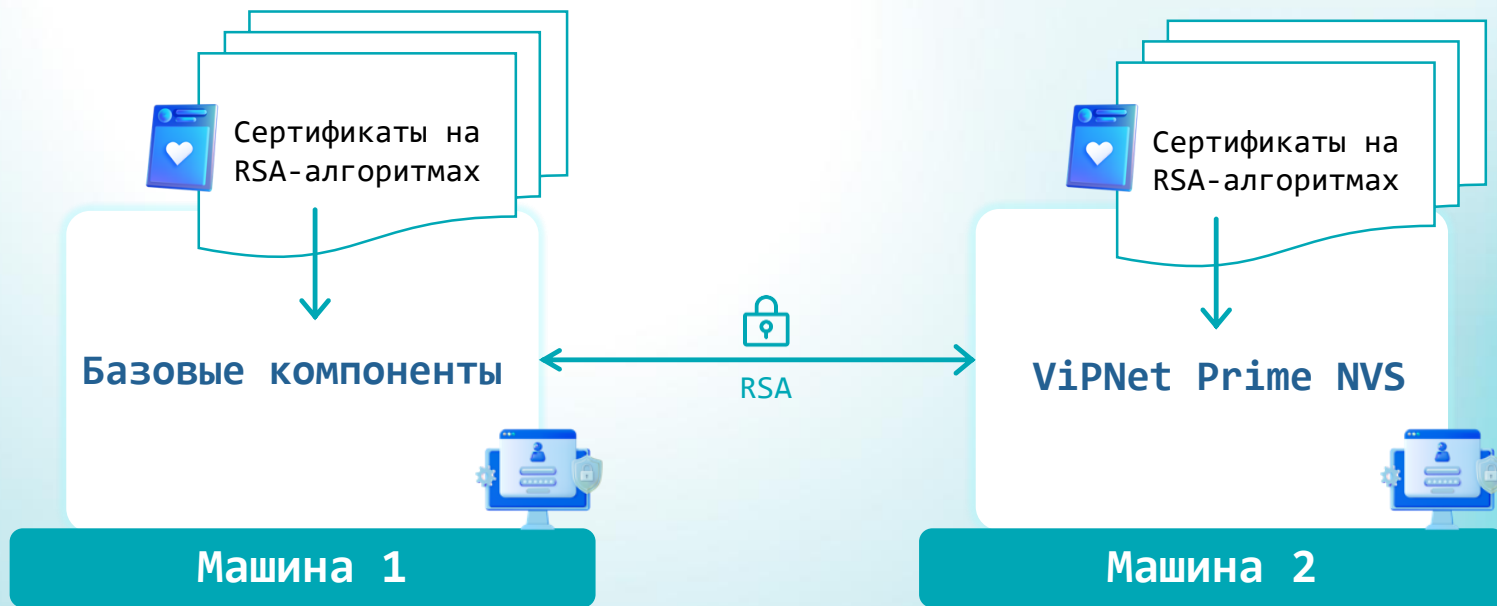 Сертификаты на
RSA-алгоритмах
Базовые компоненты
Машина 1
RSA
Сертификаты на
RSA-алгоритмах
ViPNet Prime NVS
Машина 2